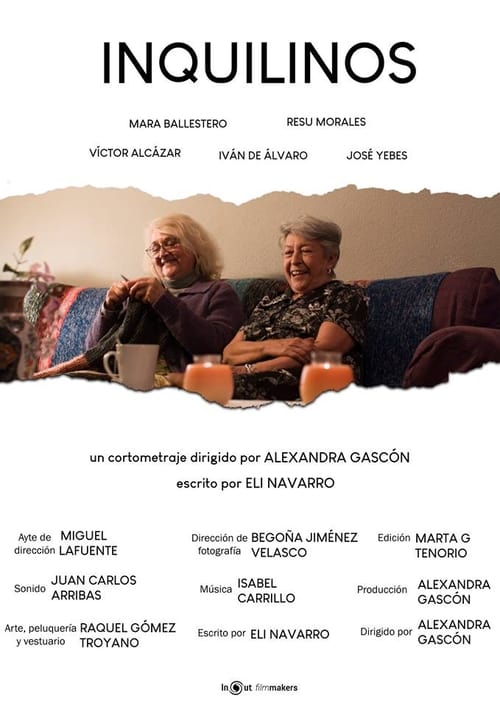 INQUILINOS
MARA BALLESTERO
RESU MORALES
VÍCTOR ALCÁZAR
IVÁN DE ÁLVARO
JOSÉ YEBES
un cortometraje dirigido por ALEXANDRA GASCÓN
escrito por ELI NAVARRO
Ayte de dirección
MIGUEL
LAFUENTE
Dirección de fotografía
BEGOÑA JIMÉNEZ
VELASCO
Edición
MARTA G
TENORIO
Sonido
JUAN CARLOS
ARRIBAS
Música
ISABEL
CARRILLO
Producción
ALEXANDRA
GASCÓN
Arte, peluquería
y vestuario
RAQUEL GÓMEZ
TROYANO
Escrito por ELI NAVARRO
Dirigido por
ALEXANDRA
GASCÓN
InOut filmmakers